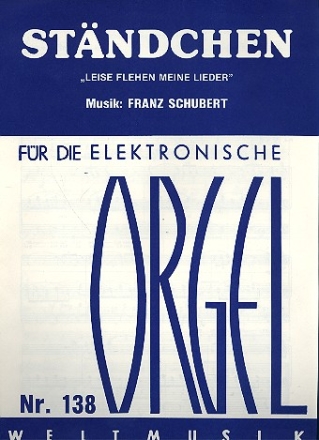 STÄNDCHEN
„LEISE FLEHEN MEINE LIEDER”
Musik: FRANZ SCHUBERT
FÜR DIE ELEKTRONISCHE
ORGEL
Nr. 138
WELTMUSIK